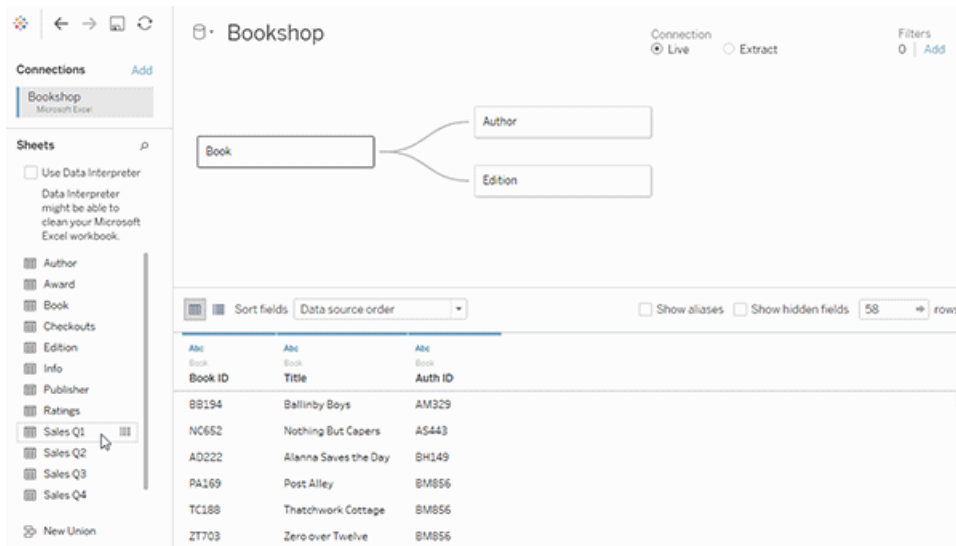 Bookshop
Connection
Live
Extract
Filters
0
Add
Connections
Add
Bookshop
Microsoft Excel
Sheets
Use Data Interpreter
Data Interpreter
might be able to
clean your Microsoft
Excel workbook.
Author
Award
Book
Checkouts
Edition
Info
Publisher
Ratings
Sales Q1
Sales Q2
Sales Q3
Sales Q4
New Union
Book
Author
Edition
Sort fields
Data source order
Show aliases
Show hidden fields
58
rows
Abc Abc Abc
Book Book Book
Book ID Title Auth ID
BB194 Ballinby Boys AM329
NC652 Nothing But Capers AS443
AD222 Alanna Saves the Day BH149
PA169 Post Alley BM856
TC188 Thatchwork Cottage BM856
ZT703 Zero over Twelve BM856